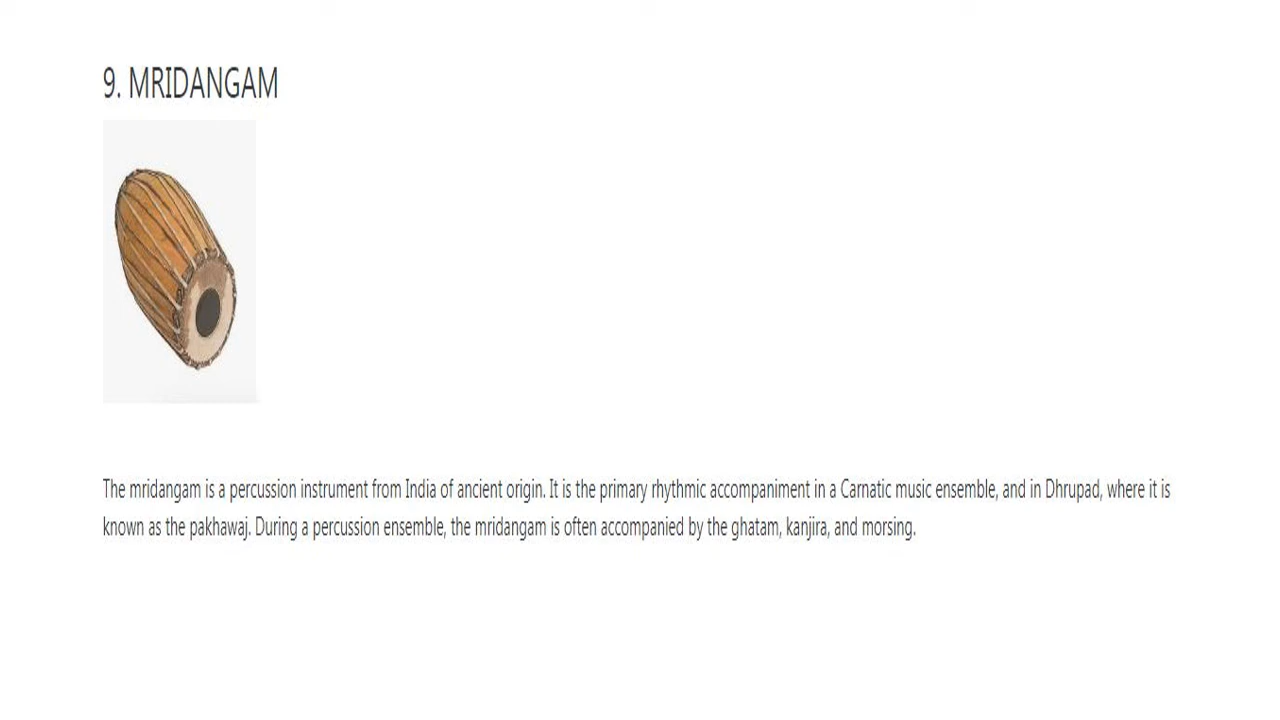 9. MRIDANGAM
The mridangam is a percussion instrument from India of ancient origin. It is the primary rhythmic accompaniment in a Carnatic music ensemble, and in Dhrupad, where it is
known as the pakhawaj. During a percussion ensemble, the mridangam is often accompanied by the ghatam, kanjira, and morsing.